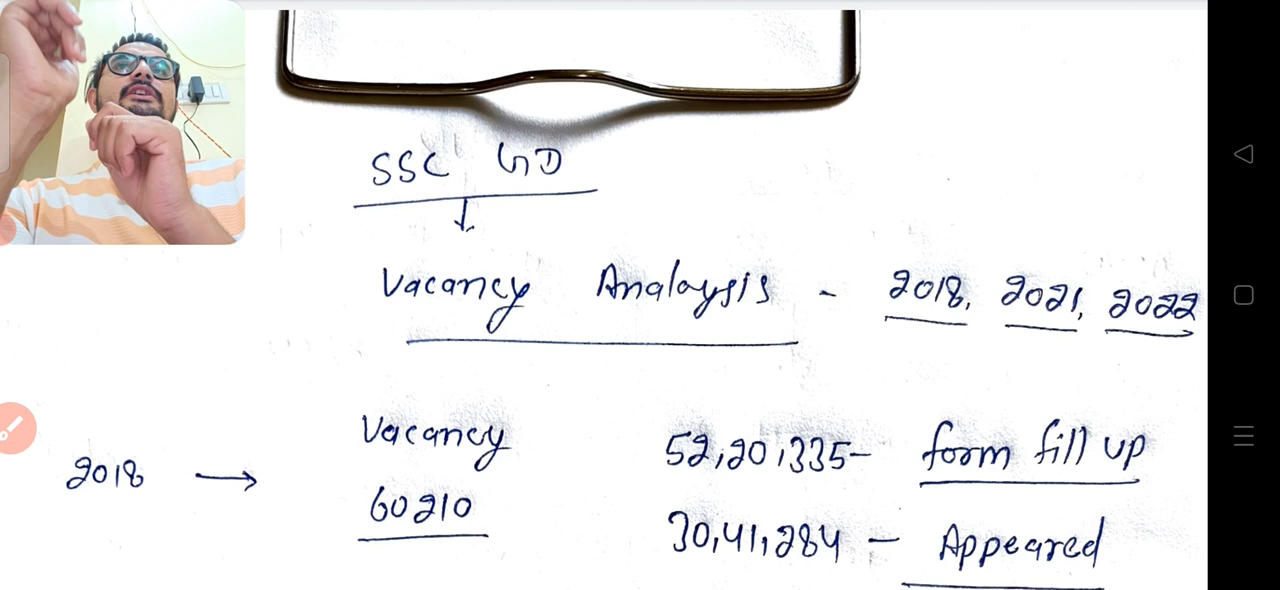 SSC GD
Vacancy Analaysis - 2018, 2021, 2022
2018 → Vacancy 60210
52,20,335- form fill up
30,41,284 - Appeared